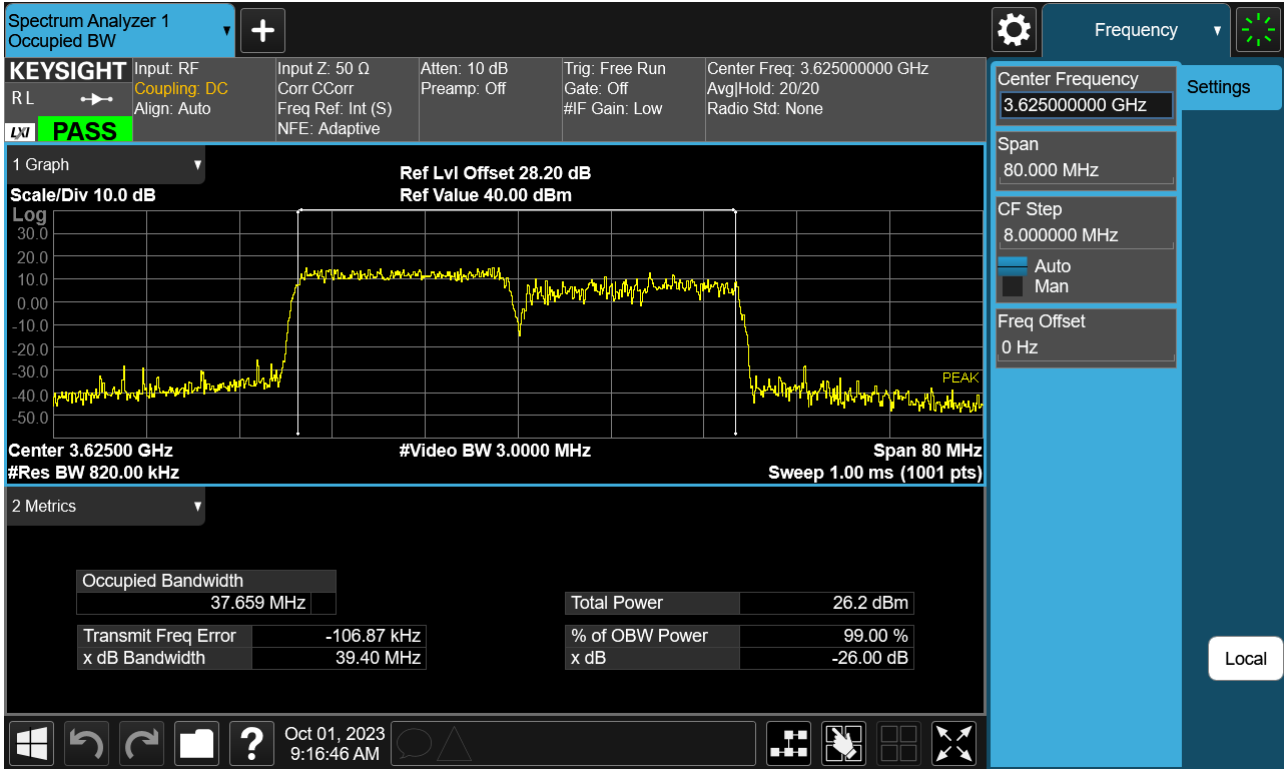 Spectrum Analyzer 1
Occupied BW
Frequency
KEYSIGHT
R L
LXI
PASS
Input: RF
Coupling: DC
Align: Auto
Input Z: 50 Ω
Corr CCorr
Freq Ref: Int (S)
NFE: Adaptive
Atten: 10 dB
Preamp: Off
Trig: Free Run
Gate: Off
#IF Gain: Low
Center Freq: 3.625000000 GHz
Avg|Hold: 20/20
Radio Std: None
Center Frequency
3.625000000 GHz
Settings
Span
80.000 MHz
CF Step
8.000000 MHz
Auto
Man
Freq Offset
0 Hz
Local
1 Graph
Scale/Div 10.0 dB
Ref Lvl Offset 28.20 dB
Ref Value 40.00 dBm
Log
30.0
20.0
10.0
0.00
-10.0
-20.0
-30.0
-40.0
-50.0
PEAK
Center 3.62500 GHz
#Video BW 3.0000 MHz
Span 80 MHz
#Res BW 820.00 kHz
Sweep 1.00 ms (1001 pts)
2 Metrics
Occupied Bandwidth
37.659 MHz
Total Power 26.2 dBm
Transmit Freq Error -106.87 kHz
% of OBW Power 99.00 %
x dB Bandwidth 39.40 MHz
x dB -26.00 dB
?
Oct 01, 2023
9:16:46 AM